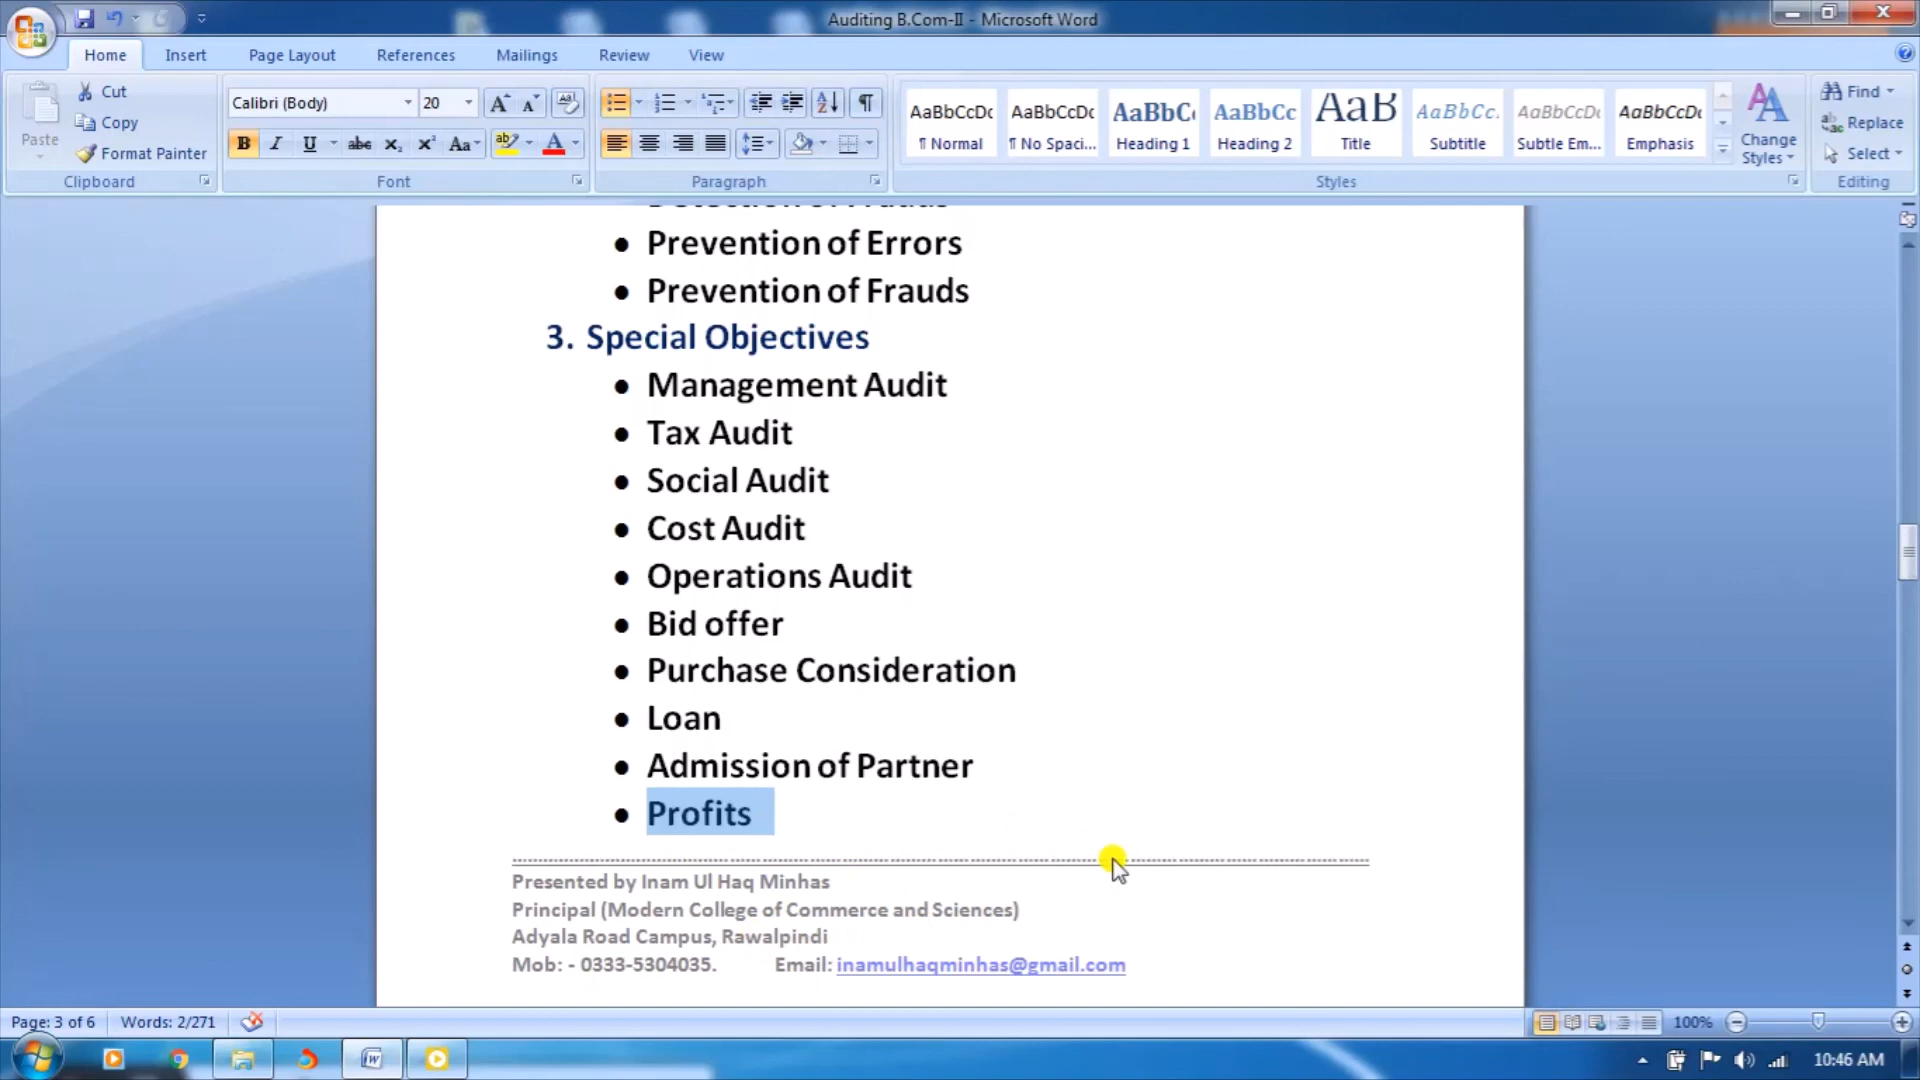 Auditing B.Com-II - Microsoft Word
Home Insert Page Layout References Mailings Review View
Paste
Cut
Copy
Format Painter
Clipboard
Calibri (Body) 20
B I U abc X₂ X² Aa
Font
Paragraph
AaBbCcDc AaBbCcDc AaBbC AaBbCc AaB AaBbCc. AaBbCcDc AaBbCcDc
¶ Normal ¶ No Spaci... Heading 1 Heading 2 Title Subtitle Subtle Em... Emphasis
Change Styles
Styles
Find
Replace
Select
Editing
• Prevention of Errors
• Prevention of Frauds
3. Special Objectives
• Management Audit
• Tax Audit
• Social Audit
• Cost Audit
• Operations Audit
• Bid offer
• Purchase Consideration
• Loan
• Admission of Partner
• Profits
Presented by Inam Ul Haq Minhas
Principal (Modern College of Commerce and Sciences)
Adyala Road Campus, Rawalpindi
Mob: - 0333-5304035. Email: inamulhaqminhas@gmail.com
Page: 3 of 6 Words: 2/271 100%
10:46 AM